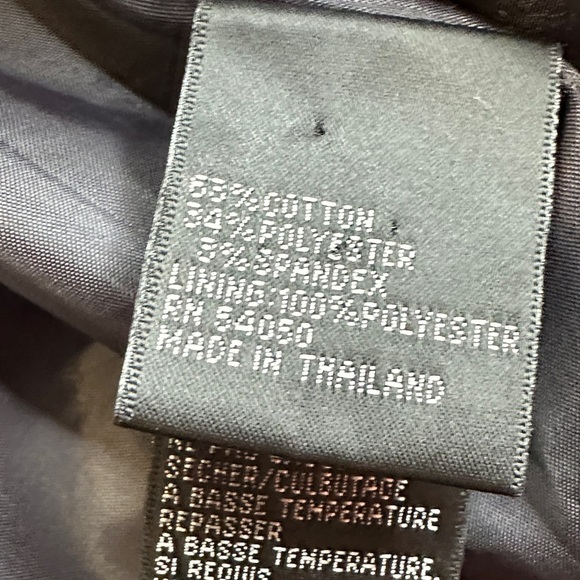 63%COTTON
34%POLYESTER
3%SPANDEX
LINING:100%POLYESTER
RN 54050
MADE IN THAILAND
SECHER/CULBUTAGE
A BASSE TEMPERATURE
REPASSER
A BASSE TEMPERATURE,
SI REQUIS